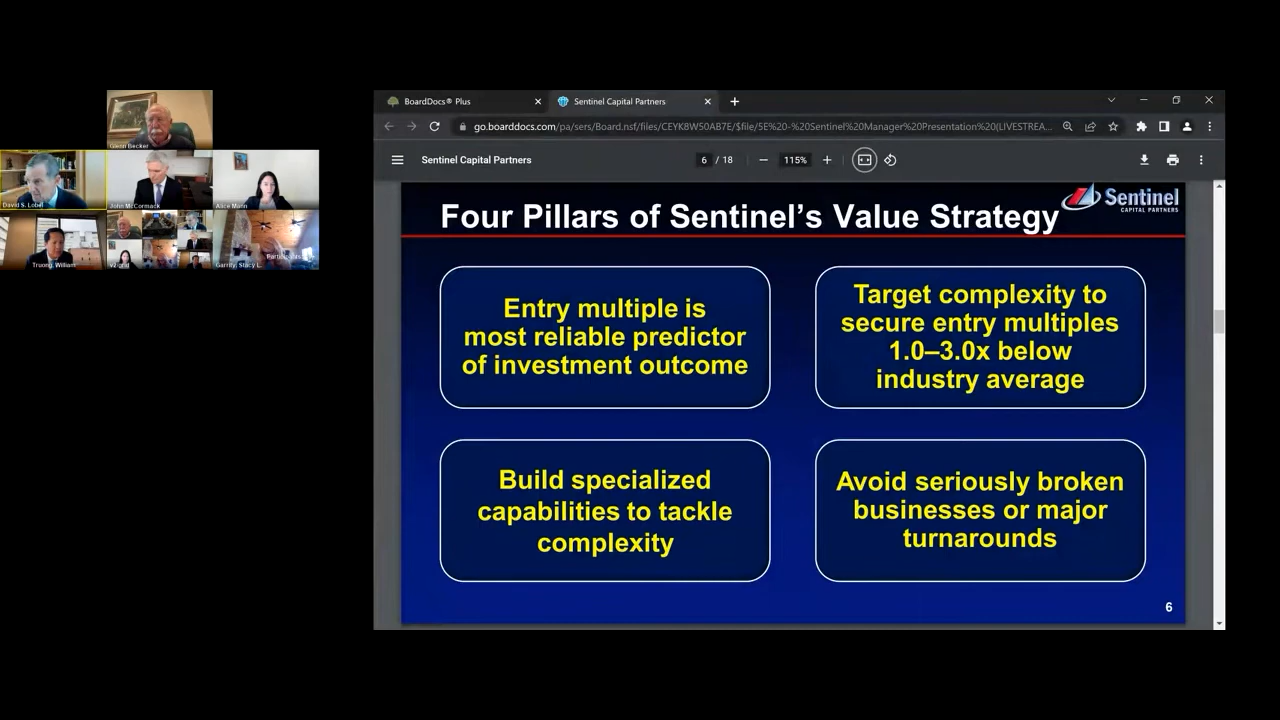 Glenn Becker
David S. Lobel
John McCormack
Alice Mann
Truong, William
Garrity, Stacy L.
BoardDocs® Plus
Sentinel Capital Partners
go.boarddocs.com/pa/sers/Board.nsf/files/CEYK8W50AB7E/$file/5E%20-%20Sentinel%20Manager%20Presentation%20(LIVESTREA...
Sentinel Capital Partners
6 / 18
115%
Four Pillars of Sentinel’s Value Strategy
Sentinel
CAPITAL PARTNERS
Entry multiple is
most reliable predictor
of investment outcome
Target complexity to
secure entry multiples
1.0–3.0x below
industry average
Build specialized
capabilities to tackle
complexity
Avoid seriously broken
businesses or major
turnarounds
6